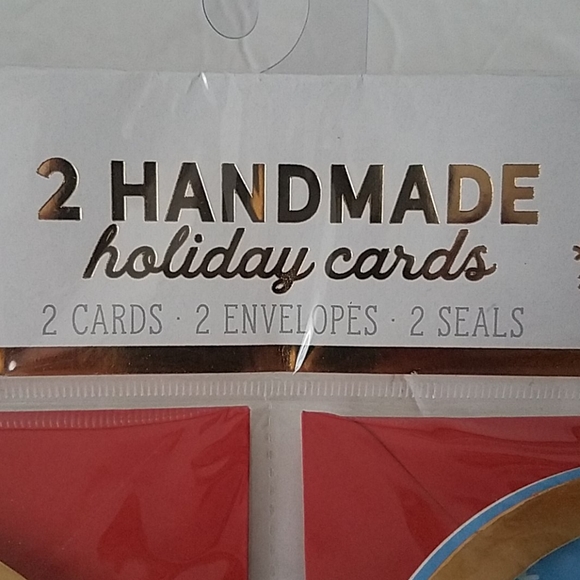 2 HANDMADE
holiday cards
2 CARDS · 2 ENVELOPES · 2 SEALS